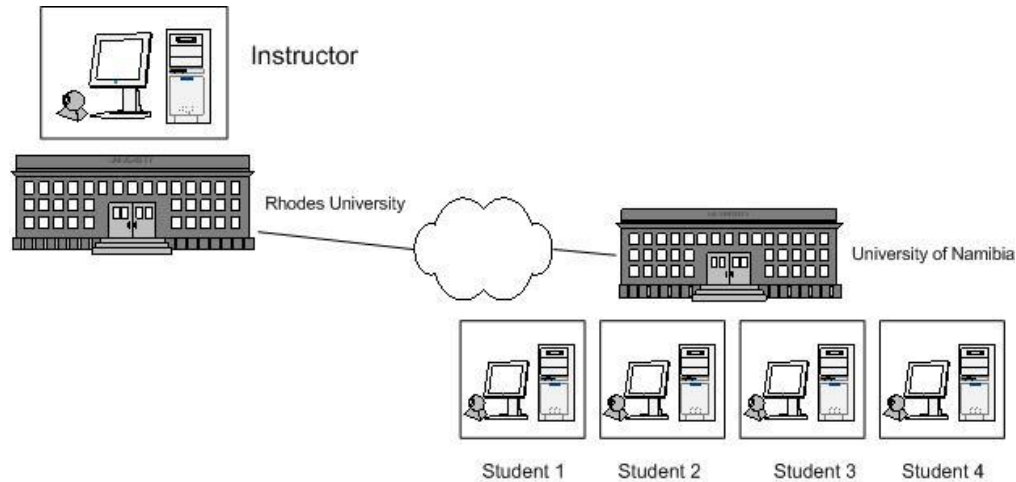 Instructor
Rhodes University
University of Namibia
Student 1
Student 2
Student 3
Student 4